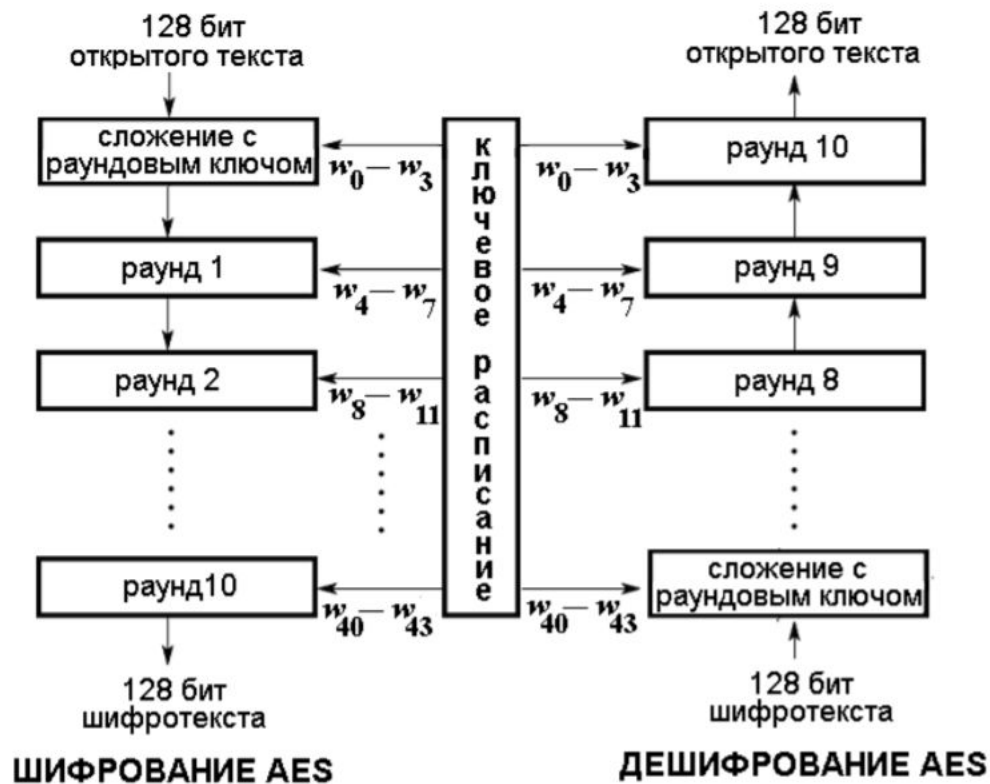 128 бит
открытого текста
сложение с
раундовым ключом
раунд 1
раунд 2
раунд10
128 бит
шифротекста
ШИФРОВАНИЕ AES
w0 — w3
w4 — w7
w8 — w11
w40 — w43
ключевое расписание
w0 — w3
w4 — w7
w8 — w11
w40 — w43
128 бит
открытого текста
раунд 10
раунд 9
раунд 8
сложение с
раундовым ключом
128 бит
шифротекста
ДЕШИФРОВАНИЕ AES